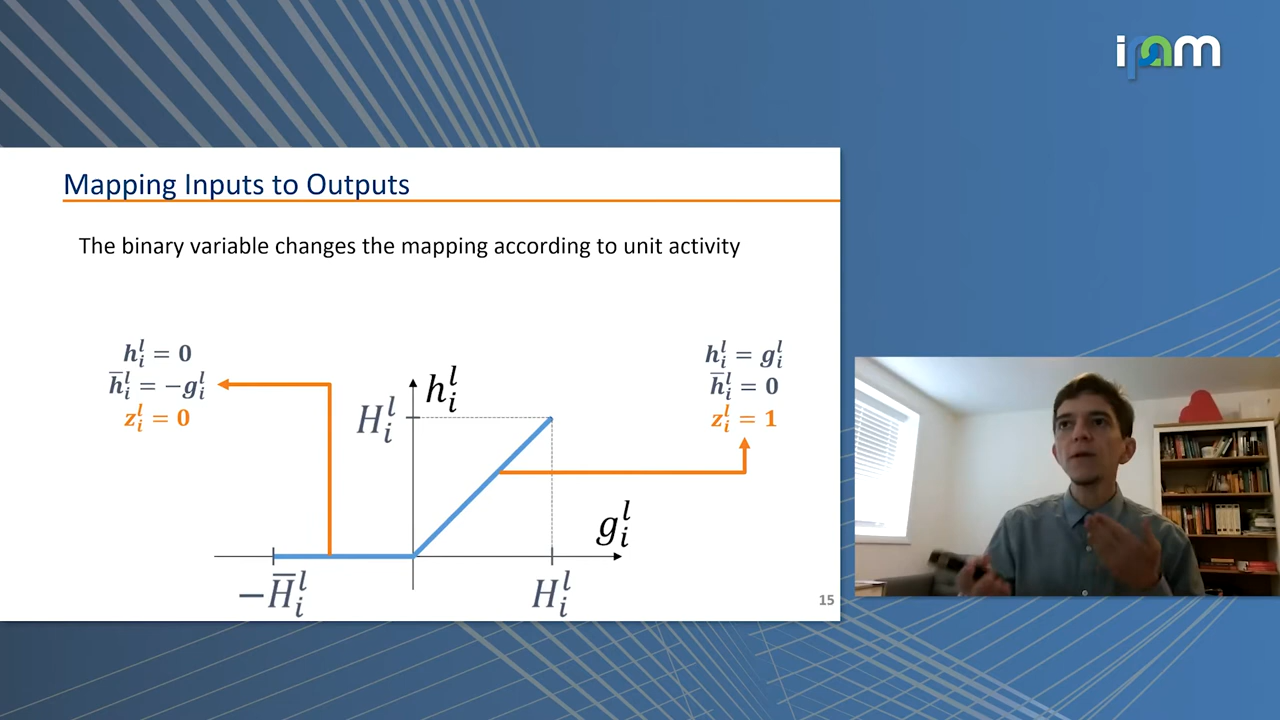 ipam
Mapping Inputs to Outputs
The binary variable changes the mapping according to unit activity
h_i^l = 0
h̅_i^l = −g_i^l
z_i^l = 0
h_i^l = g_i^l
h̅_i^l = 0
z_i^l = 1
h_i^l
H_i^l
g_i^l
−H̅_i^l
H_i^l
15